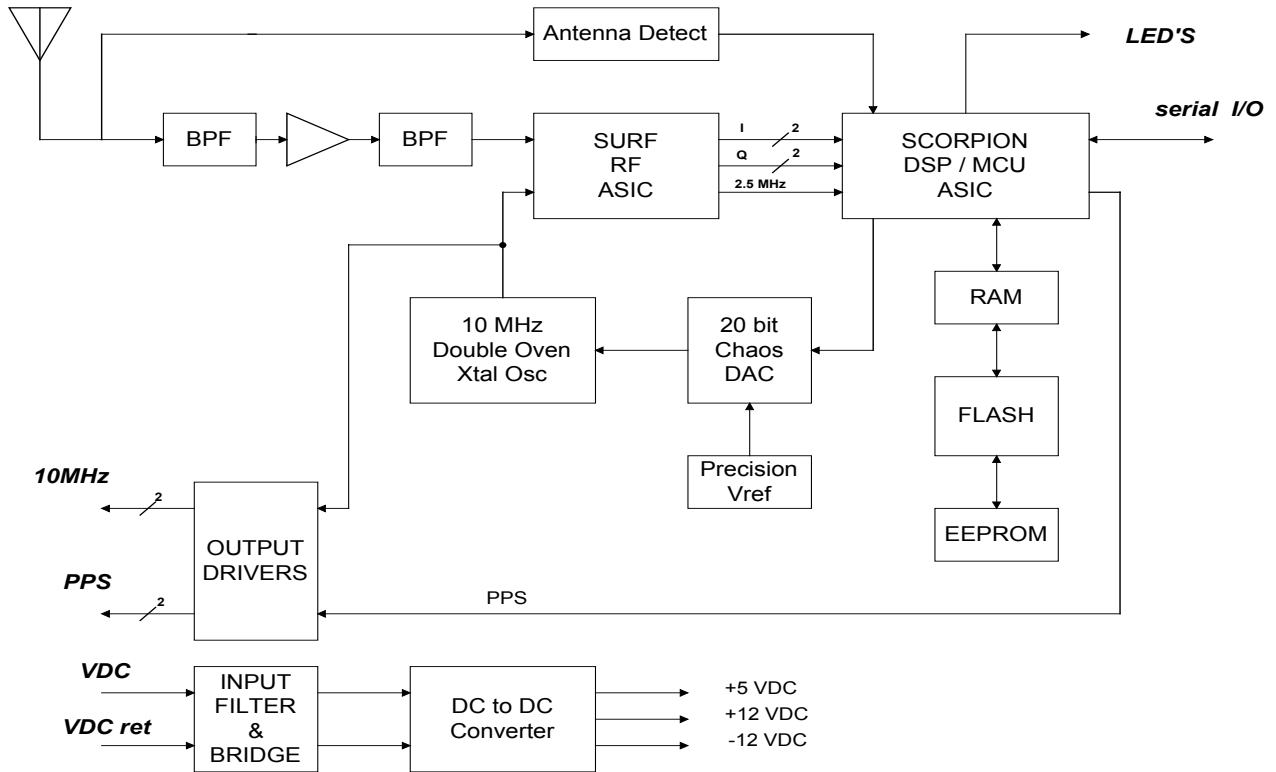 Antenna Detect
LED'S
serial I/O
BPF
BPF
SURF
RF
ASIC
I
2
Q
2
2.5 MHz
SCORPION
DSP / MCU
ASIC
10 MHz
Double Oven
Xtal Osc
20 bit
Chaos
DAC
RAM
FLASH
EEPROM
Precision
Vref
10MHz
2
PPS
2
OUTPUT
DRIVERS
PPS
VDC
VDC ret
INPUT
FILTER
&
BRIDGE
DC to DC
Converter
+5 VDC
+12 VDC
-12 VDC